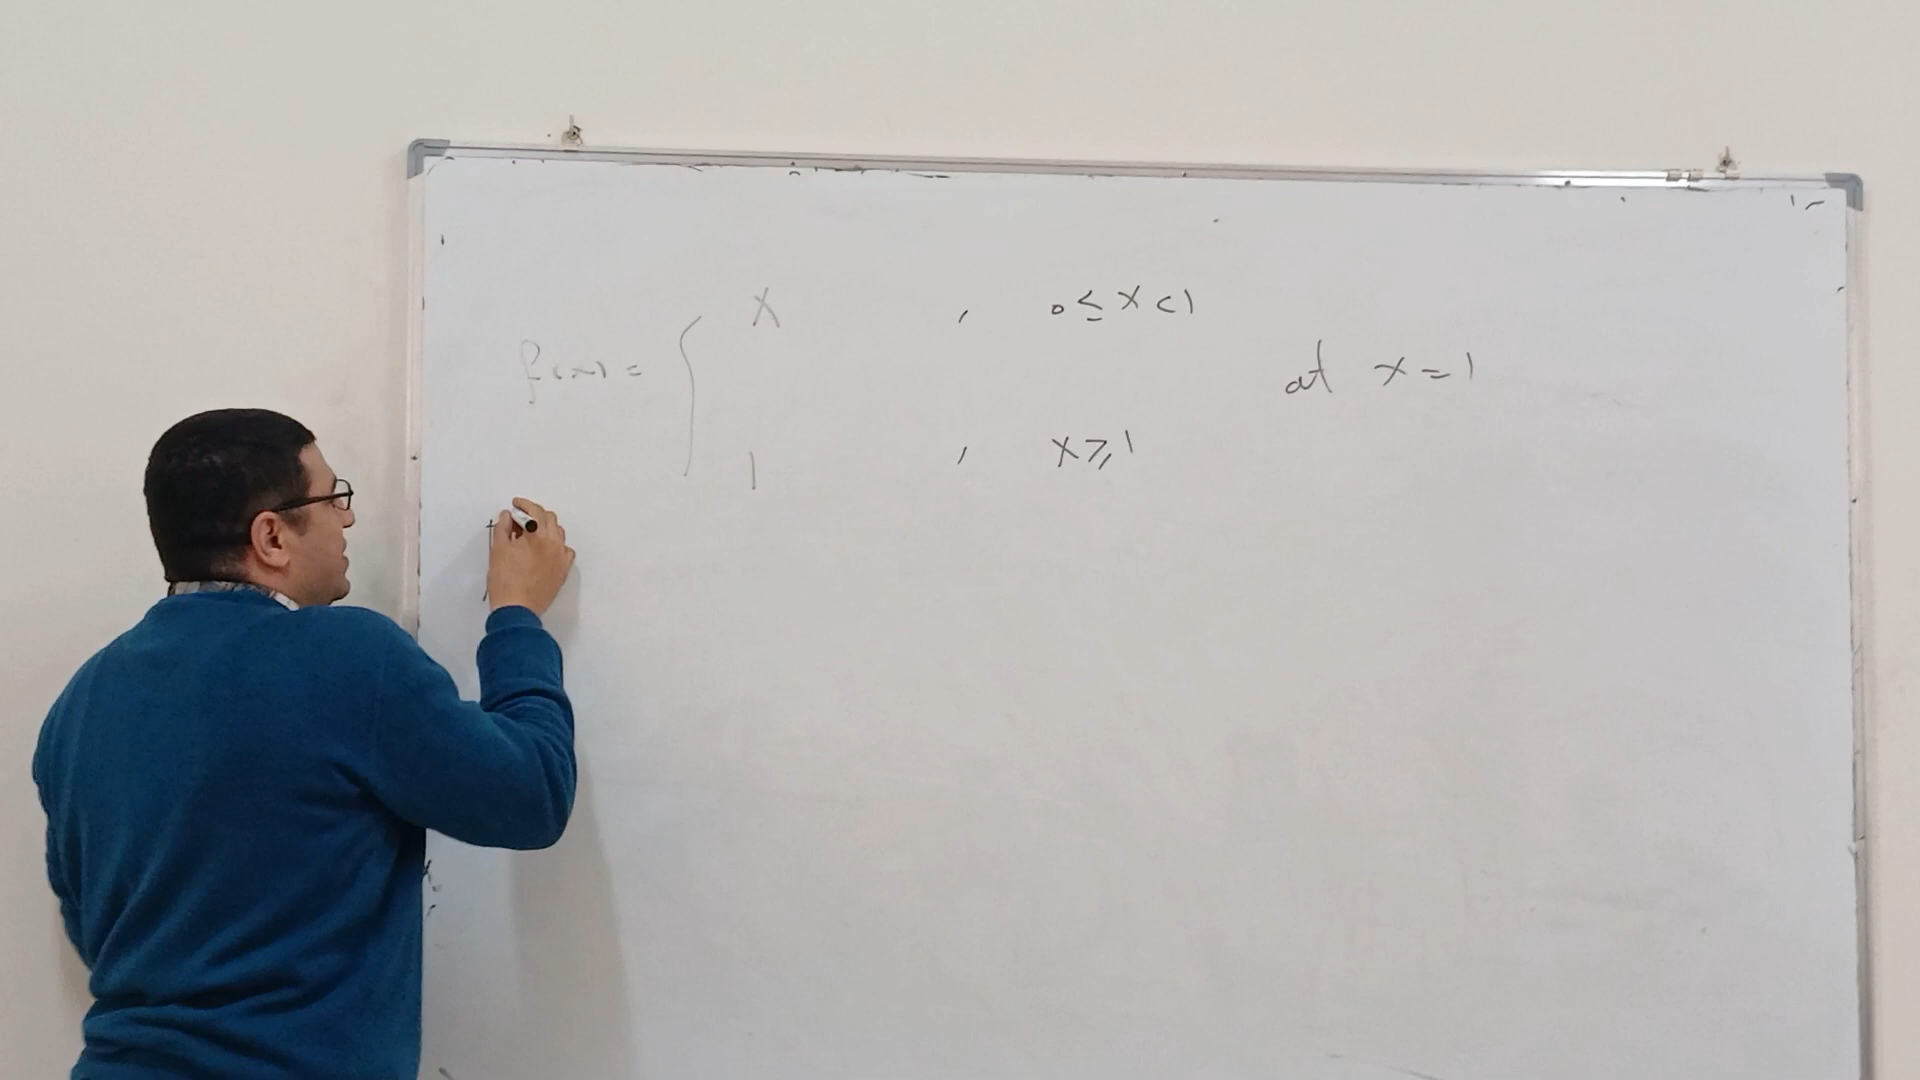 x , 0 ≤ x < 1
f(x) = { at x = 1
1 , x ≥ 1